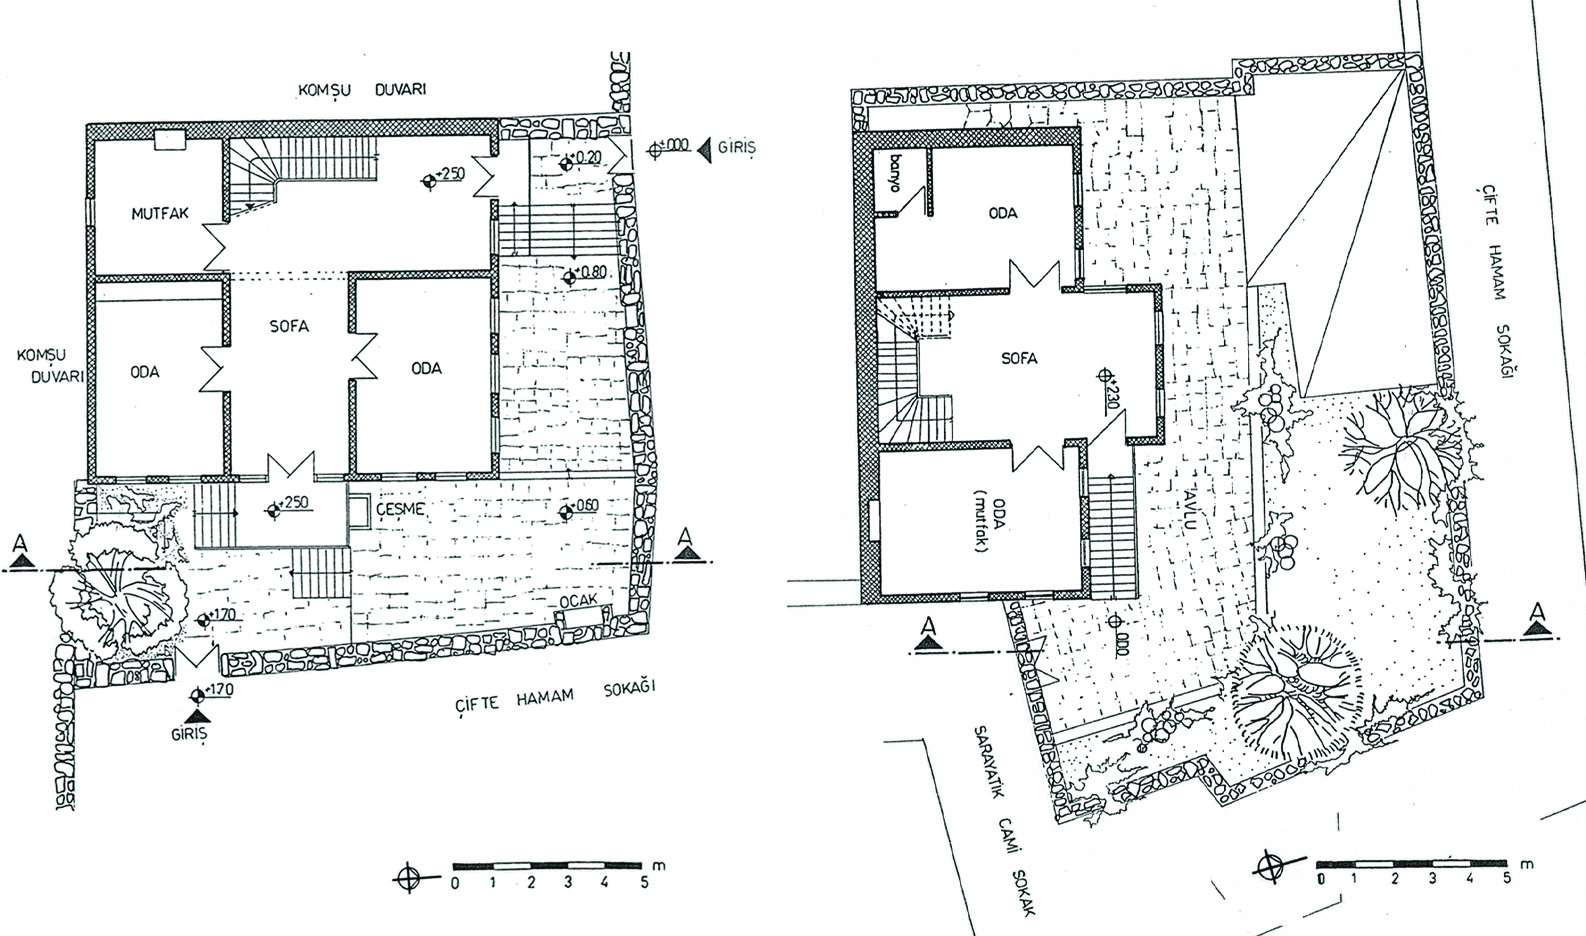 KOMŞU DUVARI
±.000 GİRİŞ
+0.20
+250
MUTFAK
+0.80
SOFA
KOMŞU
DUVARI
ODA
ODA
+250
ÇEŞME
+0.60
A
A
OCAK
+170
+170
GİRİŞ
ÇİFTE HAMAM SOKAĞI
0 1 2 3 4 5 m
banyo
ODA
ÇİFTE HAMAM SOKAĞI
SOFA
+230
ODA
(mutfak)
AVLU
.000
A
A
SARAYATİK CAMİ SOKAK
0 1 2 3 4 5 m